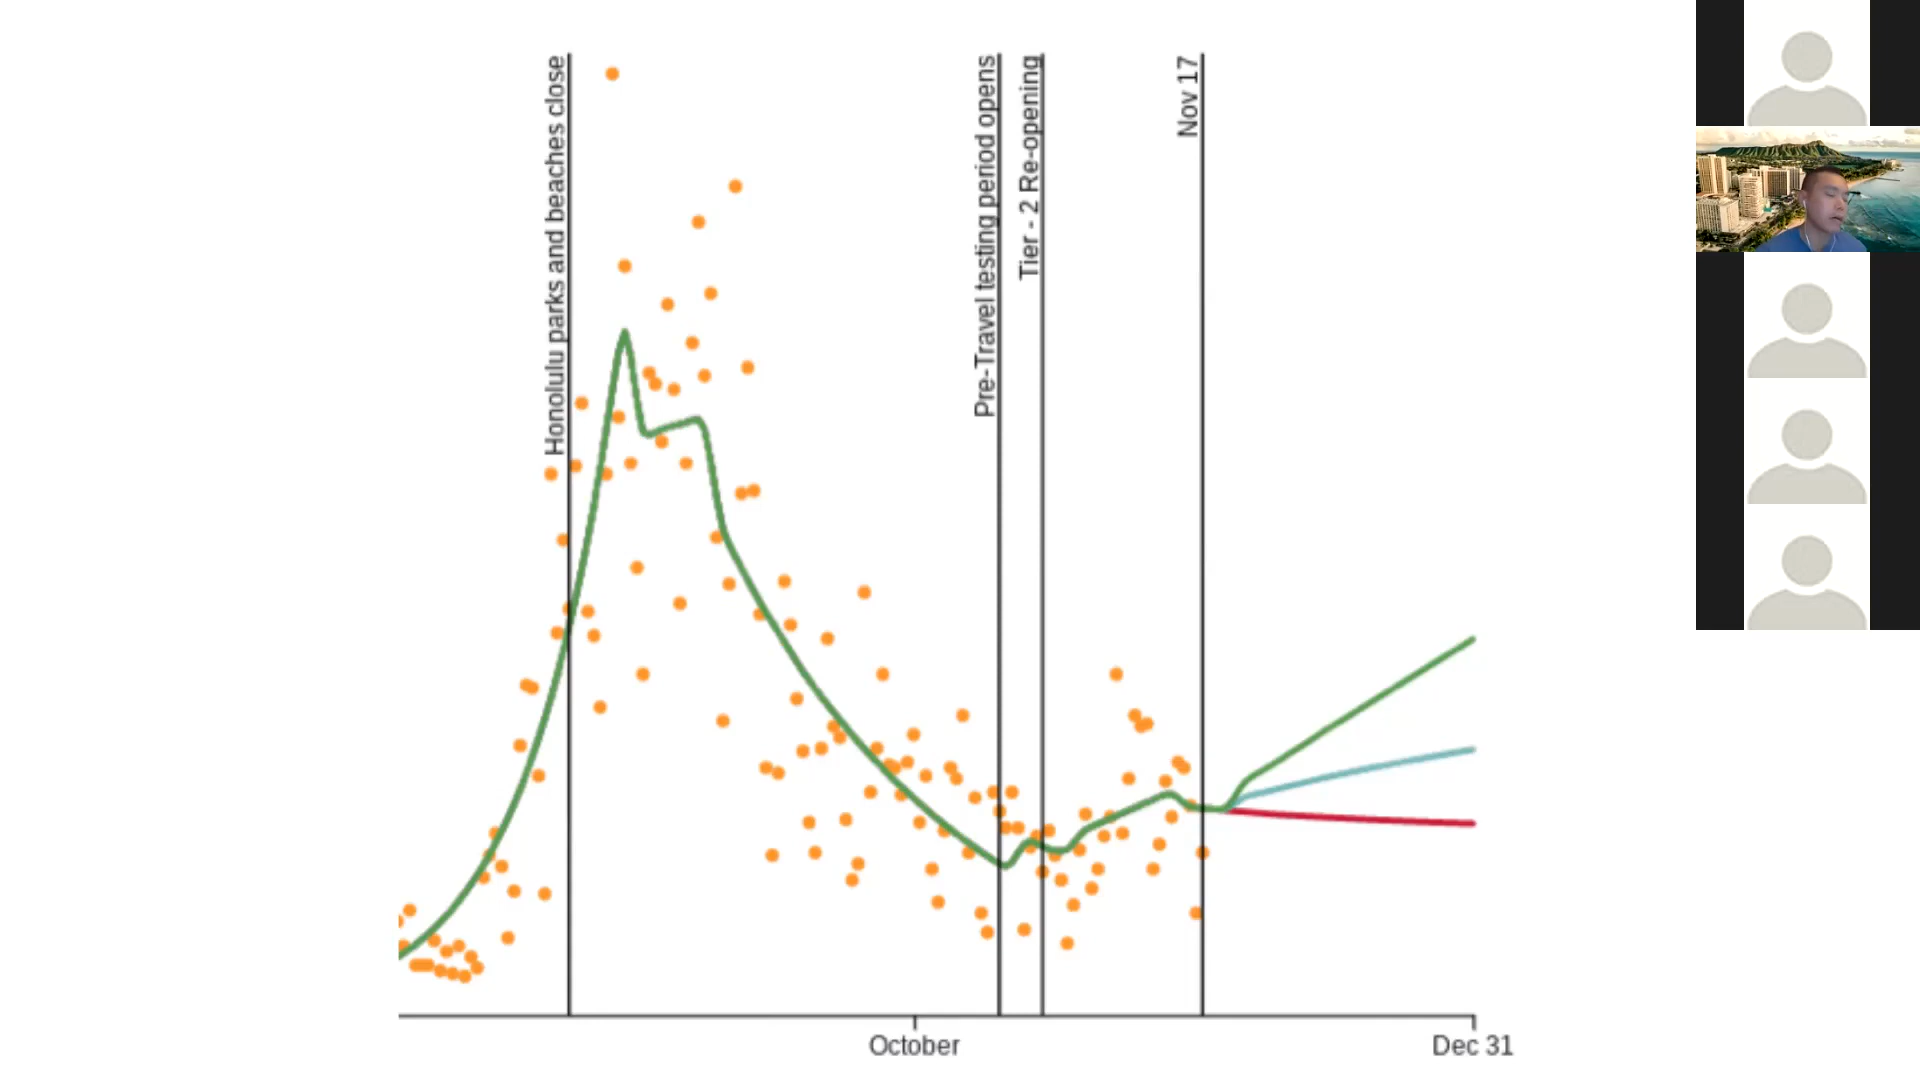 Honolulu parks and beaches close
Pre-Travel testing period opens
Tier - 2 Re-opening
Nov 17
October
Dec 31